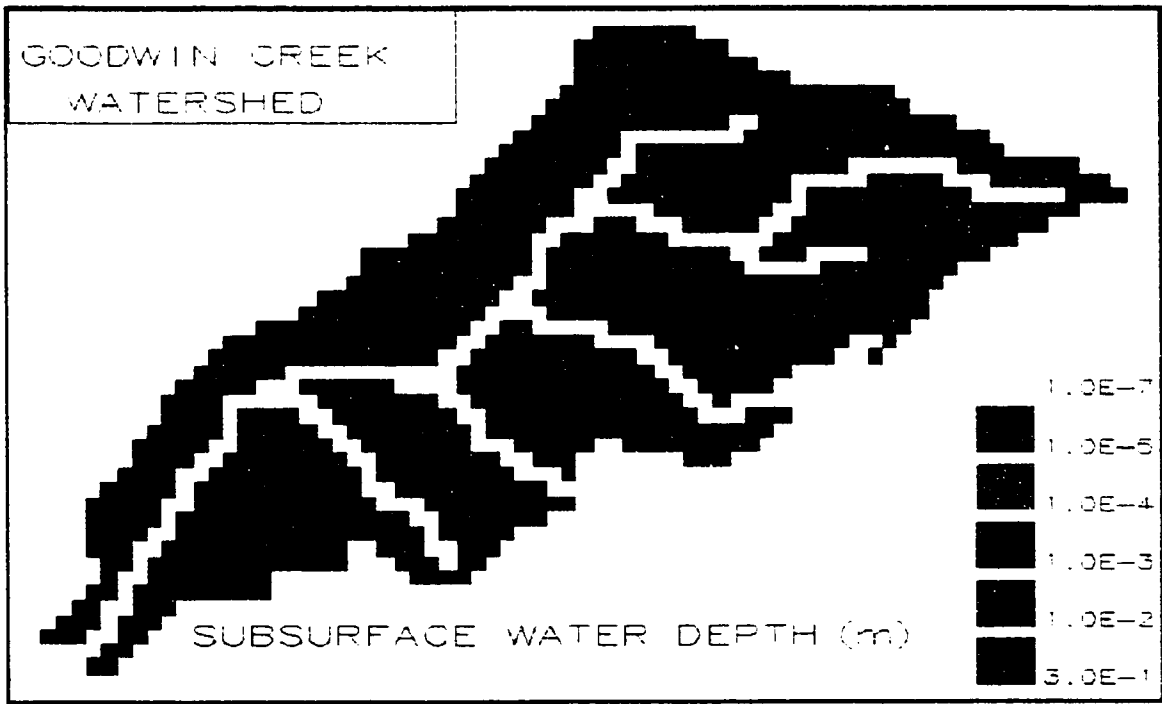 GOODWIN CREEK
WATERSHED
1.0E-7
1.0E-5
1.0E-4
1.0E-3
1.0E-2
3.0E-1
SUBSURFACE WATER DEPTH (m)